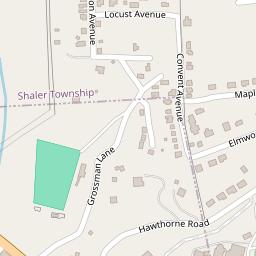 Locust Avenue
on Avenue
Convent Avenue
Shaler Township
Mapl
Elmwo
Grossman Lane
Hawthorne Road